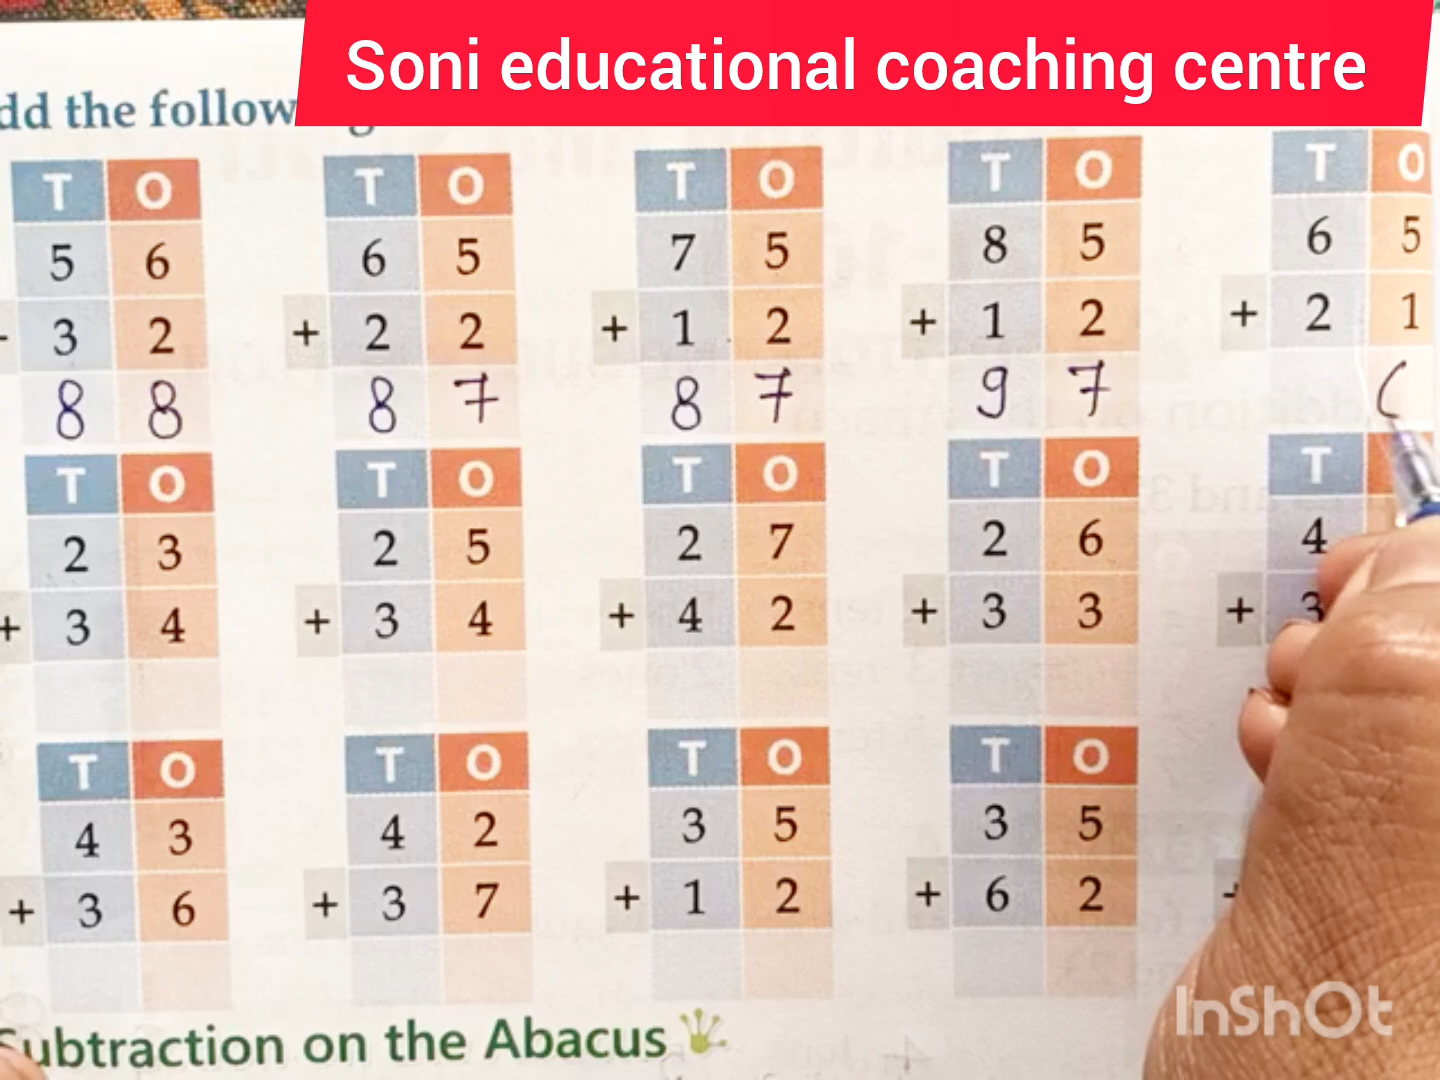 Soni educational coaching centre
dd the follow
T O T O T O T O T O
5 6 6 5 7 5 8 5 6 5
3 2 + 2 2 + 1 2 + 1 2 + 2 1
8 8 8 7 8 7 9 7
T O T O T O T O T
2 3 2 5 2 7 2 6 4
+ 3 4 + 3 4 + 4 2 + 3 3 + 3
T O T O T O T O
4 3 4 2 3 5 3 5
+ 3 6 + 3 7 + 1 2 + 6 2
Subtraction on the Abacus
InShOt